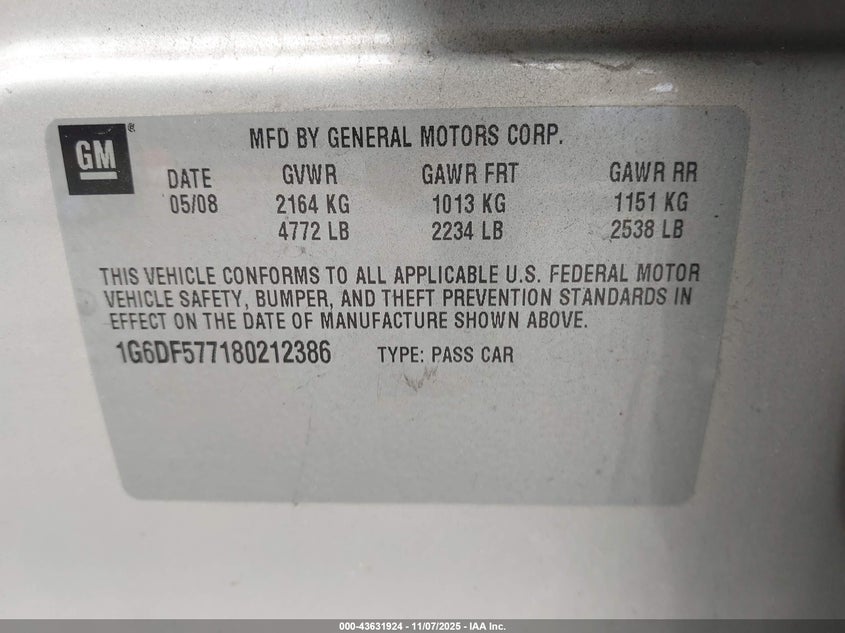 GM
®
MFD BY GENERAL MOTORS CORP.
DATE GVWR GAWR FRT GAWR RR
05/08 2164 KG 1013 KG 1151 KG
4772 LB 2234 LB 2538 LB
THIS VEHICLE CONFORMS TO ALL APPLICABLE U.S. FEDERAL MOTOR
VEHICLE SAFETY, BUMPER, AND THEFT PREVENTION STANDARDS IN
EFFECT ON THE DATE OF MANUFACTURE SHOWN ABOVE.
1G6DF577180212386 TYPE: PASS CAR
000-43631924 - 11/07/2025 - IAA Inc.